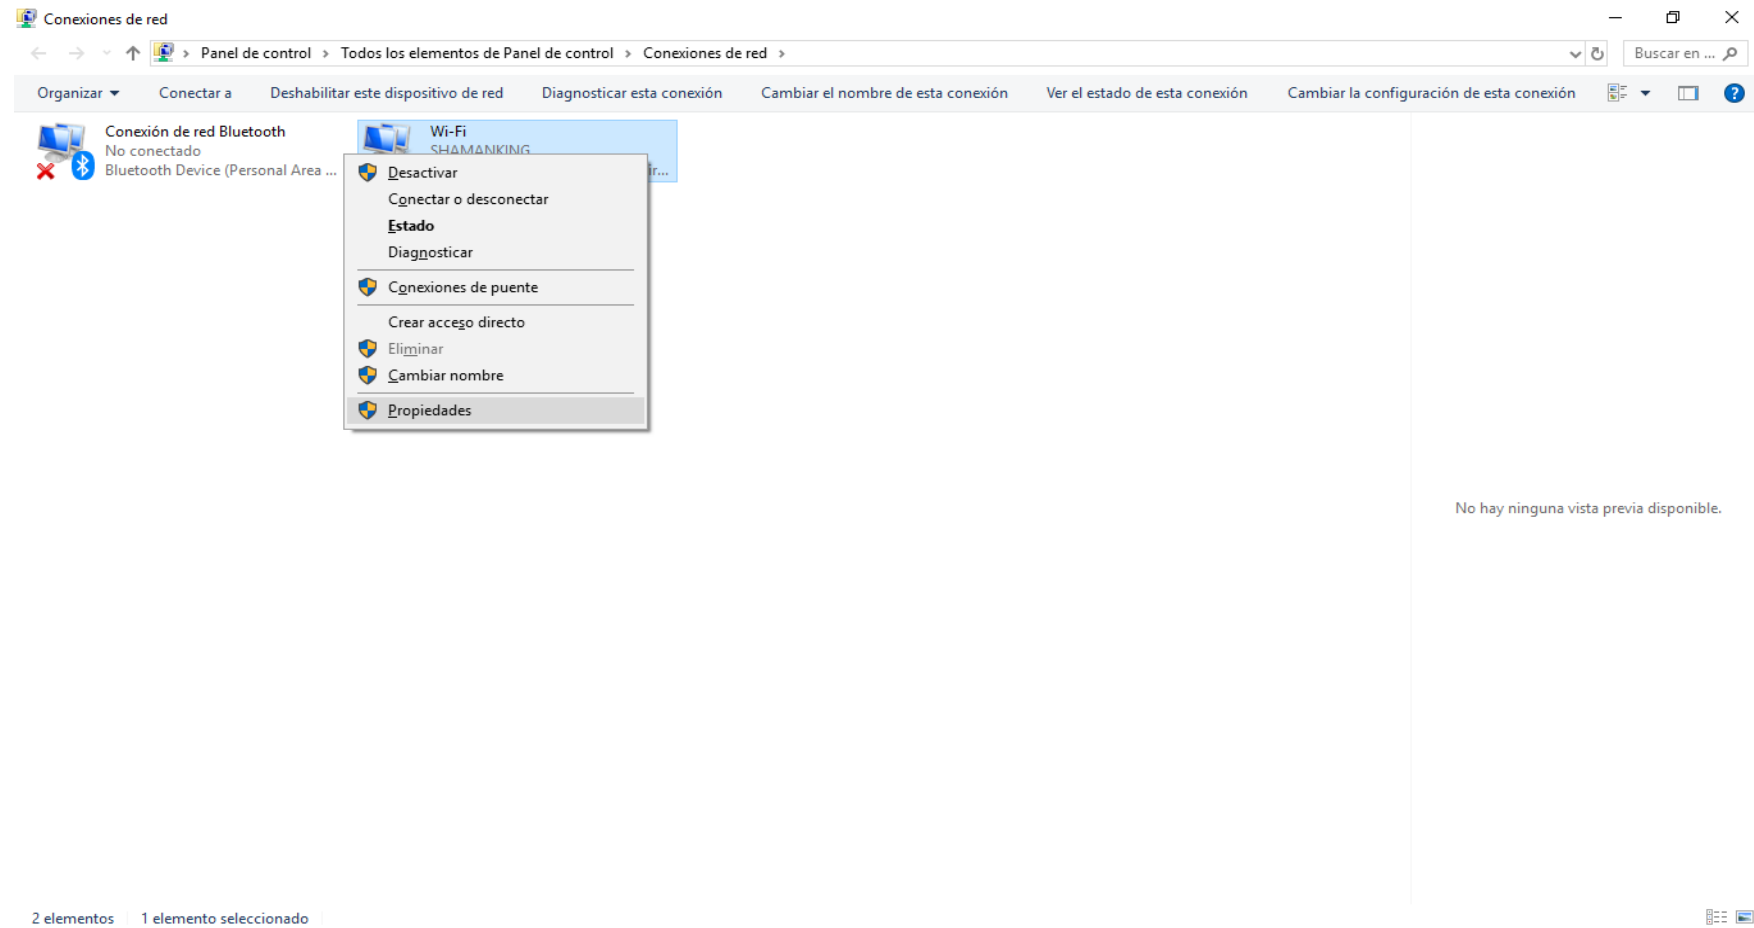 Conexiones de red
Panel de control > Todos los elementos de Panel de control > Conexiones de red >
Buscar en ...
Organizar
Conectar a
Deshabilitar este dispositivo de red
Diagnosticar esta conexión
Cambiar el nombre de esta conexión
Ver el estado de esta conexión
Cambiar la configuración de esta conexión
?
Conexión de red Bluetooth
No conectado
Bluetooth Device (Personal Area ...
Wi-Fi
SHAMANKING
Desactivar
Conectar o desconectar
Estado
Diagnosticar
Conexiones de puente
Crear acceso directo
Eliminar
Cambiar nombre
Propiedades
No hay ninguna vista previa disponible.
2 elementos
1 elemento seleccionado